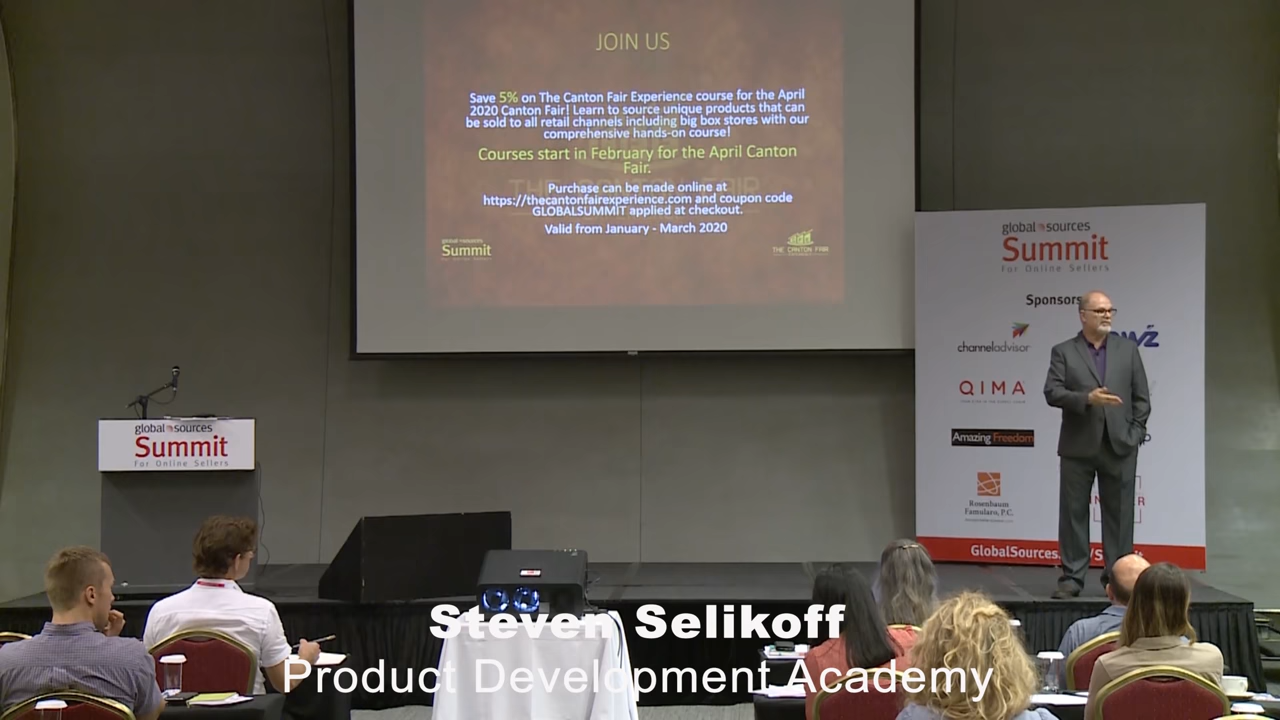 JOIN US
Save 5% on The Canton Fair Experience course for the April
2020 Canton Fair! Learn to source unique products that can
be sold to all retail channels including big box stores with our
comprehensive hands-on course!
Courses start in February for the April Canton
Fair.
Purchase can be made online at
https://thecantonfairexperience.com and coupon code
GLOBALSUMMIT applied at checkout.
Valid from January - March 2020
global sources
Summit
THE CANTON FAIR
global sources
Summit
For Online Sellers
Sponsors
channeladvisor
QIMA
Amazing Freedom
Rosenbaum
Famularo, P.C.
GlobalSources.
global sources
Summit
For Online Sellers
Steven Selikoff
Product Development Academy